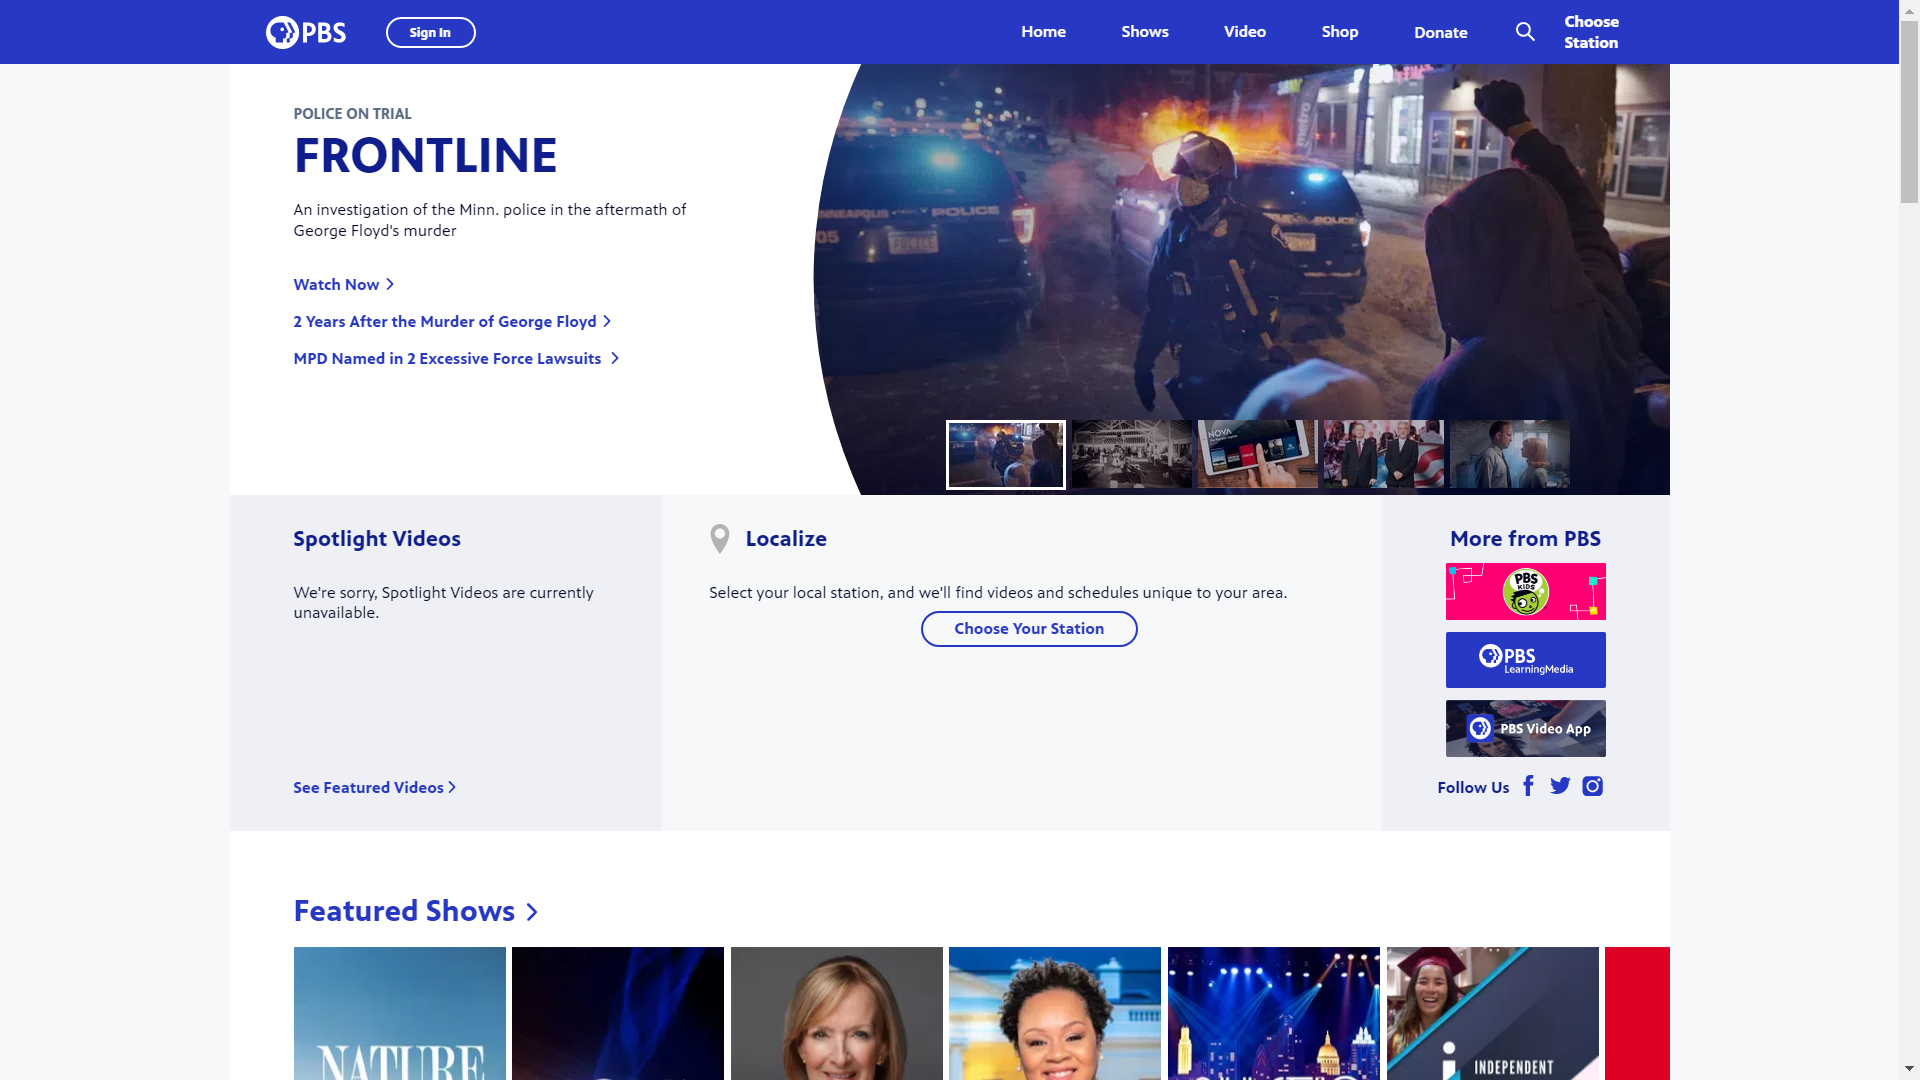 PBS
Sign In
Home
Shows
Video
Shop
Donate
Choose
Station
POLICE ON TRIAL
FRONTLINE
An investigation of the Minn. police in the aftermath of
George Floyd's murder
Watch Now
2 Years After the Murder of George Floyd
MPD Named in 2 Excessive Force Lawsuits
POLICE
POLICE
POLICE
NOVA
Spotlight Videos
We're sorry, Spotlight Videos are currently
unavailable.
See Featured Videos
Localize
Select your local station, and we'll find videos and schedules unique to your area.
Choose Your Station
More from PBS
PBS
KIDS
PBS
LearningMedia
PBS Video App
Follow Us
Featured Shows
NATURE
INDEPENDENT